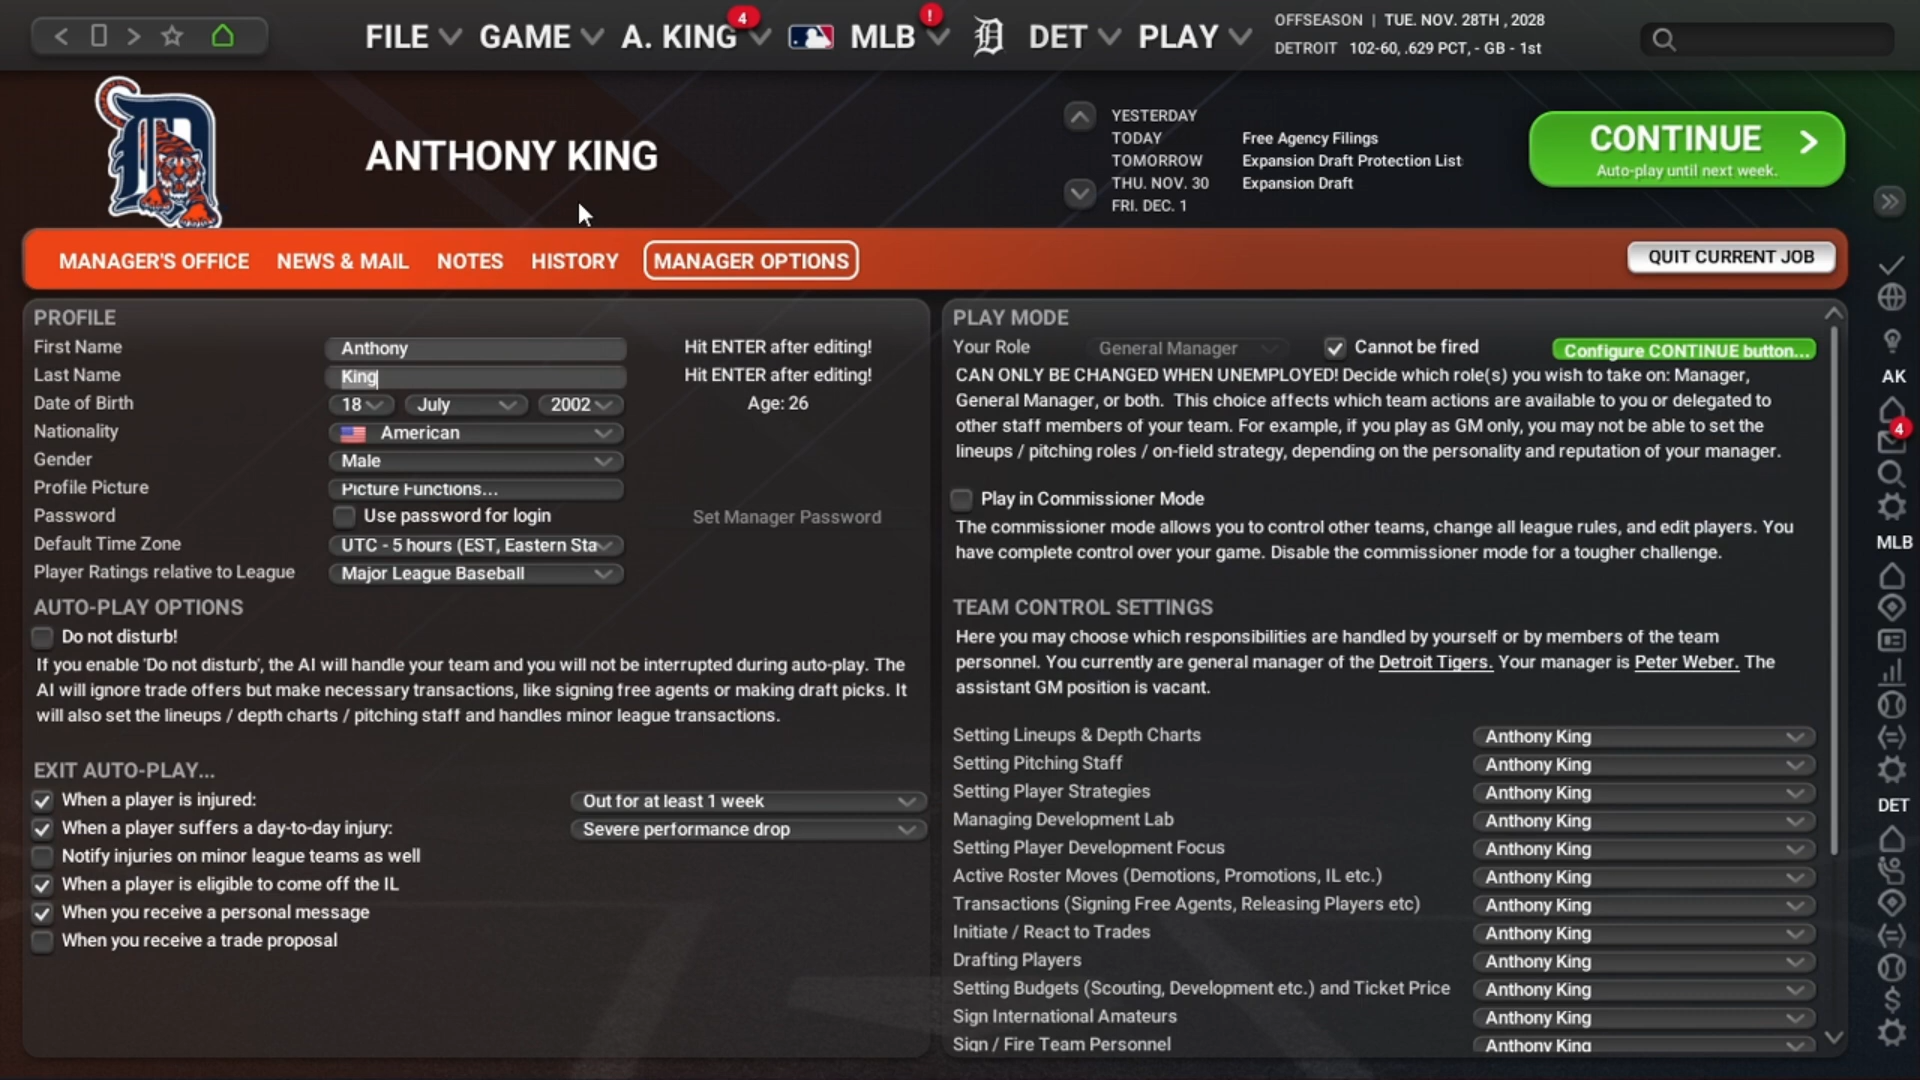 FILE GAME A. KING 4 MLB ! DET PLAY
OFFSEASON | TUE. NOV. 28TH , 2028
DETROIT 102-60, .629 PCT, - GB - 1st
ANTHONY KING
YESTERDAY
TODAY Free Agency Filings
TOMORROW Expansion Draft Protection List
THU. NOV. 30 Expansion Draft
FRI. DEC. 1
CONTINUE
Auto-play until next week.
MANAGER'S OFFICE NEWS & MAIL NOTES HISTORY MANAGER OPTIONS
QUIT CURRENT JOB
PROFILE
First Name Anthony Hit ENTER after editing!
Last Name King Hit ENTER after editing!
Date of Birth 18 July 2002 Age: 26
Nationality American
Gender Male
Profile Picture Picture Functions...
Password Use password for login Set Manager Password
Default Time Zone UTC - 5 hours (EST, Eastern Sta
Player Ratings relative to League Major League Baseball
AUTO-PLAY OPTIONS
Do not disturb!
If you enable 'Do not disturb', the AI will handle your team and you will not be interrupted during auto-play. The
AI will ignore trade offers but make necessary transactions, like signing free agents or making draft picks. It
will also set the lineups / depth charts / pitching staff and handles minor league transactions.
EXIT AUTO-PLAY...
When a player is injured: Out for at least 1 week
When a player suffers a day-to-day injury: Severe performance drop
Notify injuries on minor league teams as well
When a player is eligible to come off the IL
When you receive a personal message
When you receive a trade proposal
PLAY MODE
Your Role General Manager Cannot be fired Configure CONTINUE button...
CAN ONLY BE CHANGED WHEN UNEMPLOYED! Decide which role(s) you wish to take on: Manager,
General Manager, or both. This choice affects which team actions are available to you or delegated to
other staff members of your team. For example, if you play as GM only, you may not be able to set the
lineups / pitching roles / on-field strategy, depending on the personality and reputation of your manager.
Play in Commissioner Mode
The commissioner mode allows you to control other teams, change all league rules, and edit players. You
have complete control over your game. Disable the commissioner mode for a tougher challenge.
TEAM CONTROL SETTINGS
Here you may choose which responsibilities are handled by yourself or by members of the team
personnel. You currently are general manager of the Detroit Tigers. Your manager is Peter Weber. The
assistant GM position is vacant.
Setting Lineups & Depth Charts Anthony King
Setting Pitching Staff Anthony King
Setting Player Strategies Anthony King
Managing Development Lab Anthony King
Setting Player Development Focus Anthony King
Active Roster Moves (Demotions, Promotions, IL etc.) Anthony King
Transactions (Signing Free Agents, Releasing Players etc) Anthony King
Initiate / React to Trades Anthony King
Drafting Players Anthony King
Setting Budgets (Scouting, Development etc.) and Ticket Price Anthony King
Sign International Amateurs Anthony King
Sign / Fire Team Personnel Anthony King
AK
4
MLB
DET